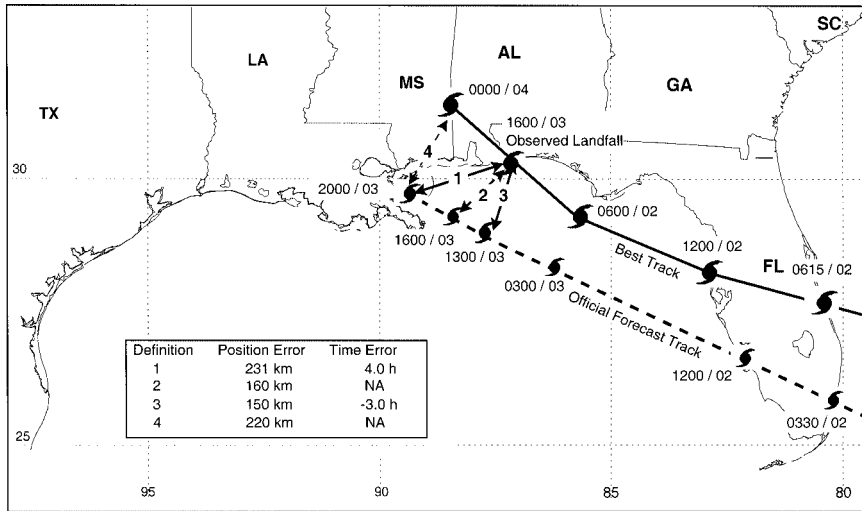 SC
AL
LA
GA
MS
TX
0000 / 04
1600 / 03
Observed Landfall
4
30
2000 / 03
1
2
3
1600 / 03
1300 / 03
0600 / 02
1200 / 02
Best Track
FL
0615 / 02
0300 / 03
Official Forecast Track
Definition Position Error Time Error
1 231 km 4.0 h
2 160 km NA
3 150 km -3.0 h
4 220 km NA
1200 / 02
0330 / 02
25
95 90 85 80